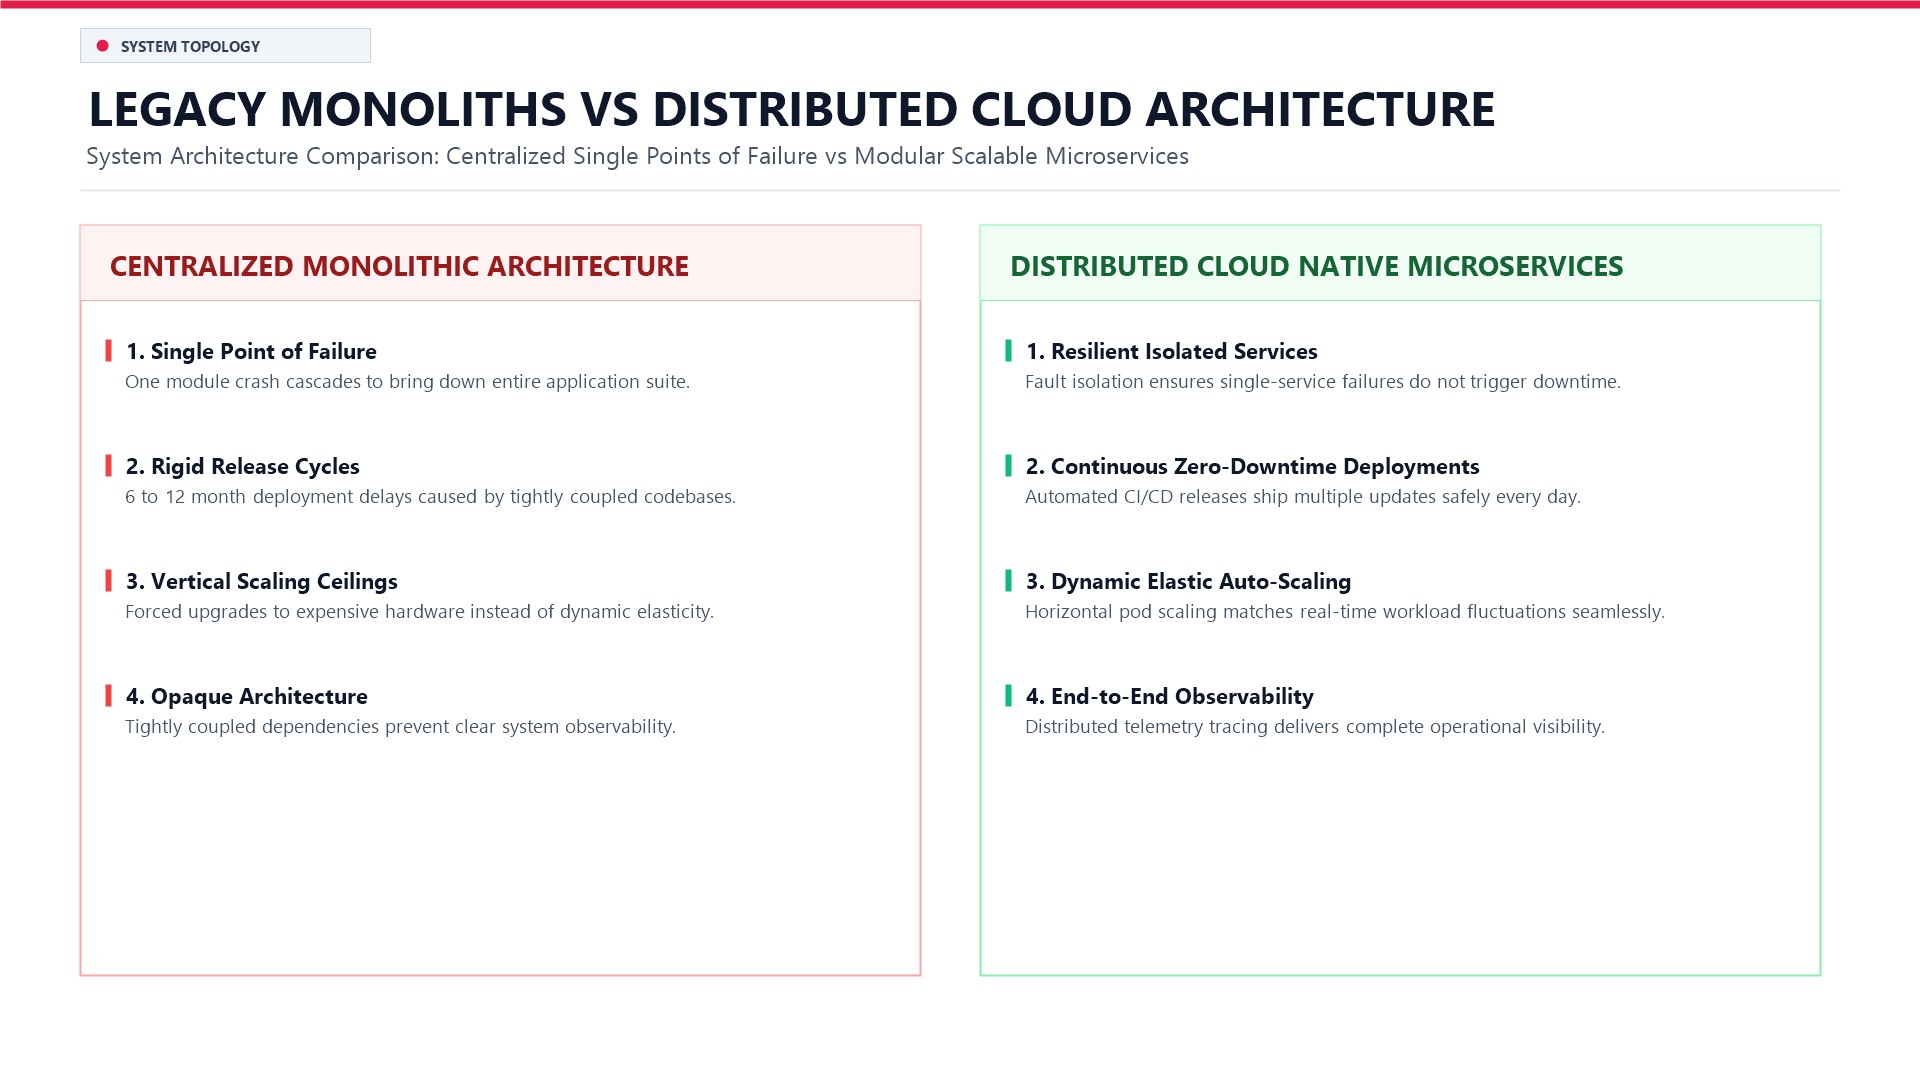 SYSTEM TOPOLOGY
LEGACY MONOLITHS VS DISTRIBUTED CLOUD ARCHITECTURE
System Architecture Comparison: Centralized Single Points of Failure vs Modular Scalable Microservices
CENTRALIZED MONOLITHIC ARCHITECTURE
1. Single Point of Failure
One module crash cascades to bring down entire application suite.
2. Rigid Release Cycles
6 to 12 month deployment delays caused by tightly coupled codebases.
3. Vertical Scaling Ceilings
Forced upgrades to expensive hardware instead of dynamic elasticity.
4. Opaque Architecture
Tightly coupled dependencies prevent clear system observability.
DISTRIBUTED CLOUD NATIVE MICROSERVICES
1. Resilient Isolated Services
Fault isolation ensures single-service failures do not trigger downtime.
2. Continuous Zero-Downtime Deployments
Automated CI/CD releases ship multiple updates safely every day.
3. Dynamic Elastic Auto-Scaling
Horizontal pod scaling matches real-time workload fluctuations seamlessly.
4. End-to-End Observability
Distributed telemetry tracing delivers complete operational visibility.